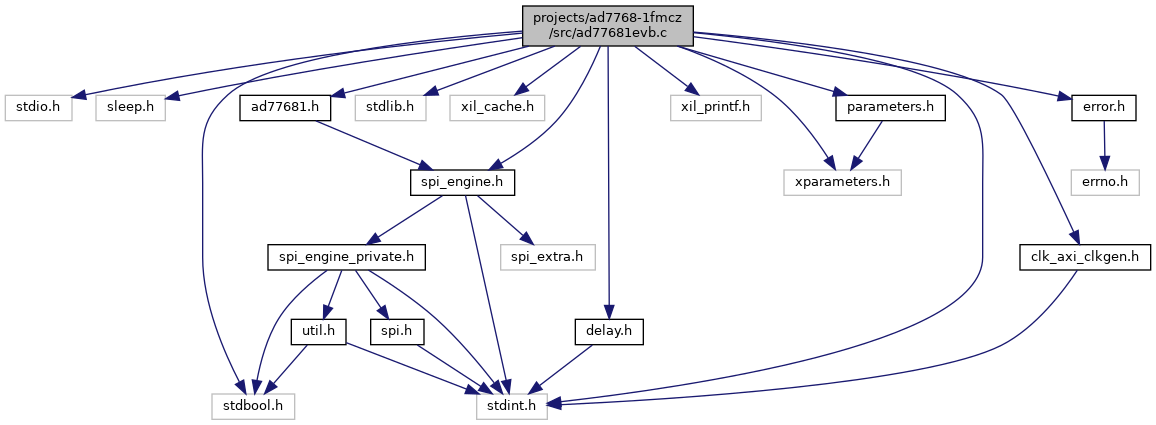 projects/ad7768-1fmcz
/src/ad77681evb.c
stdio.h
sleep.h
ad77681.h
stdlib.h
xil_cache.h
xil_printf.h
parameters.h
error.h
spi_engine.h
xparameters.h
errno.h
spi_engine_private.h
spi_extra.h
clk_axi_clkgen.h
util.h
spi.h
delay.h
stdbool.h
stdint.h